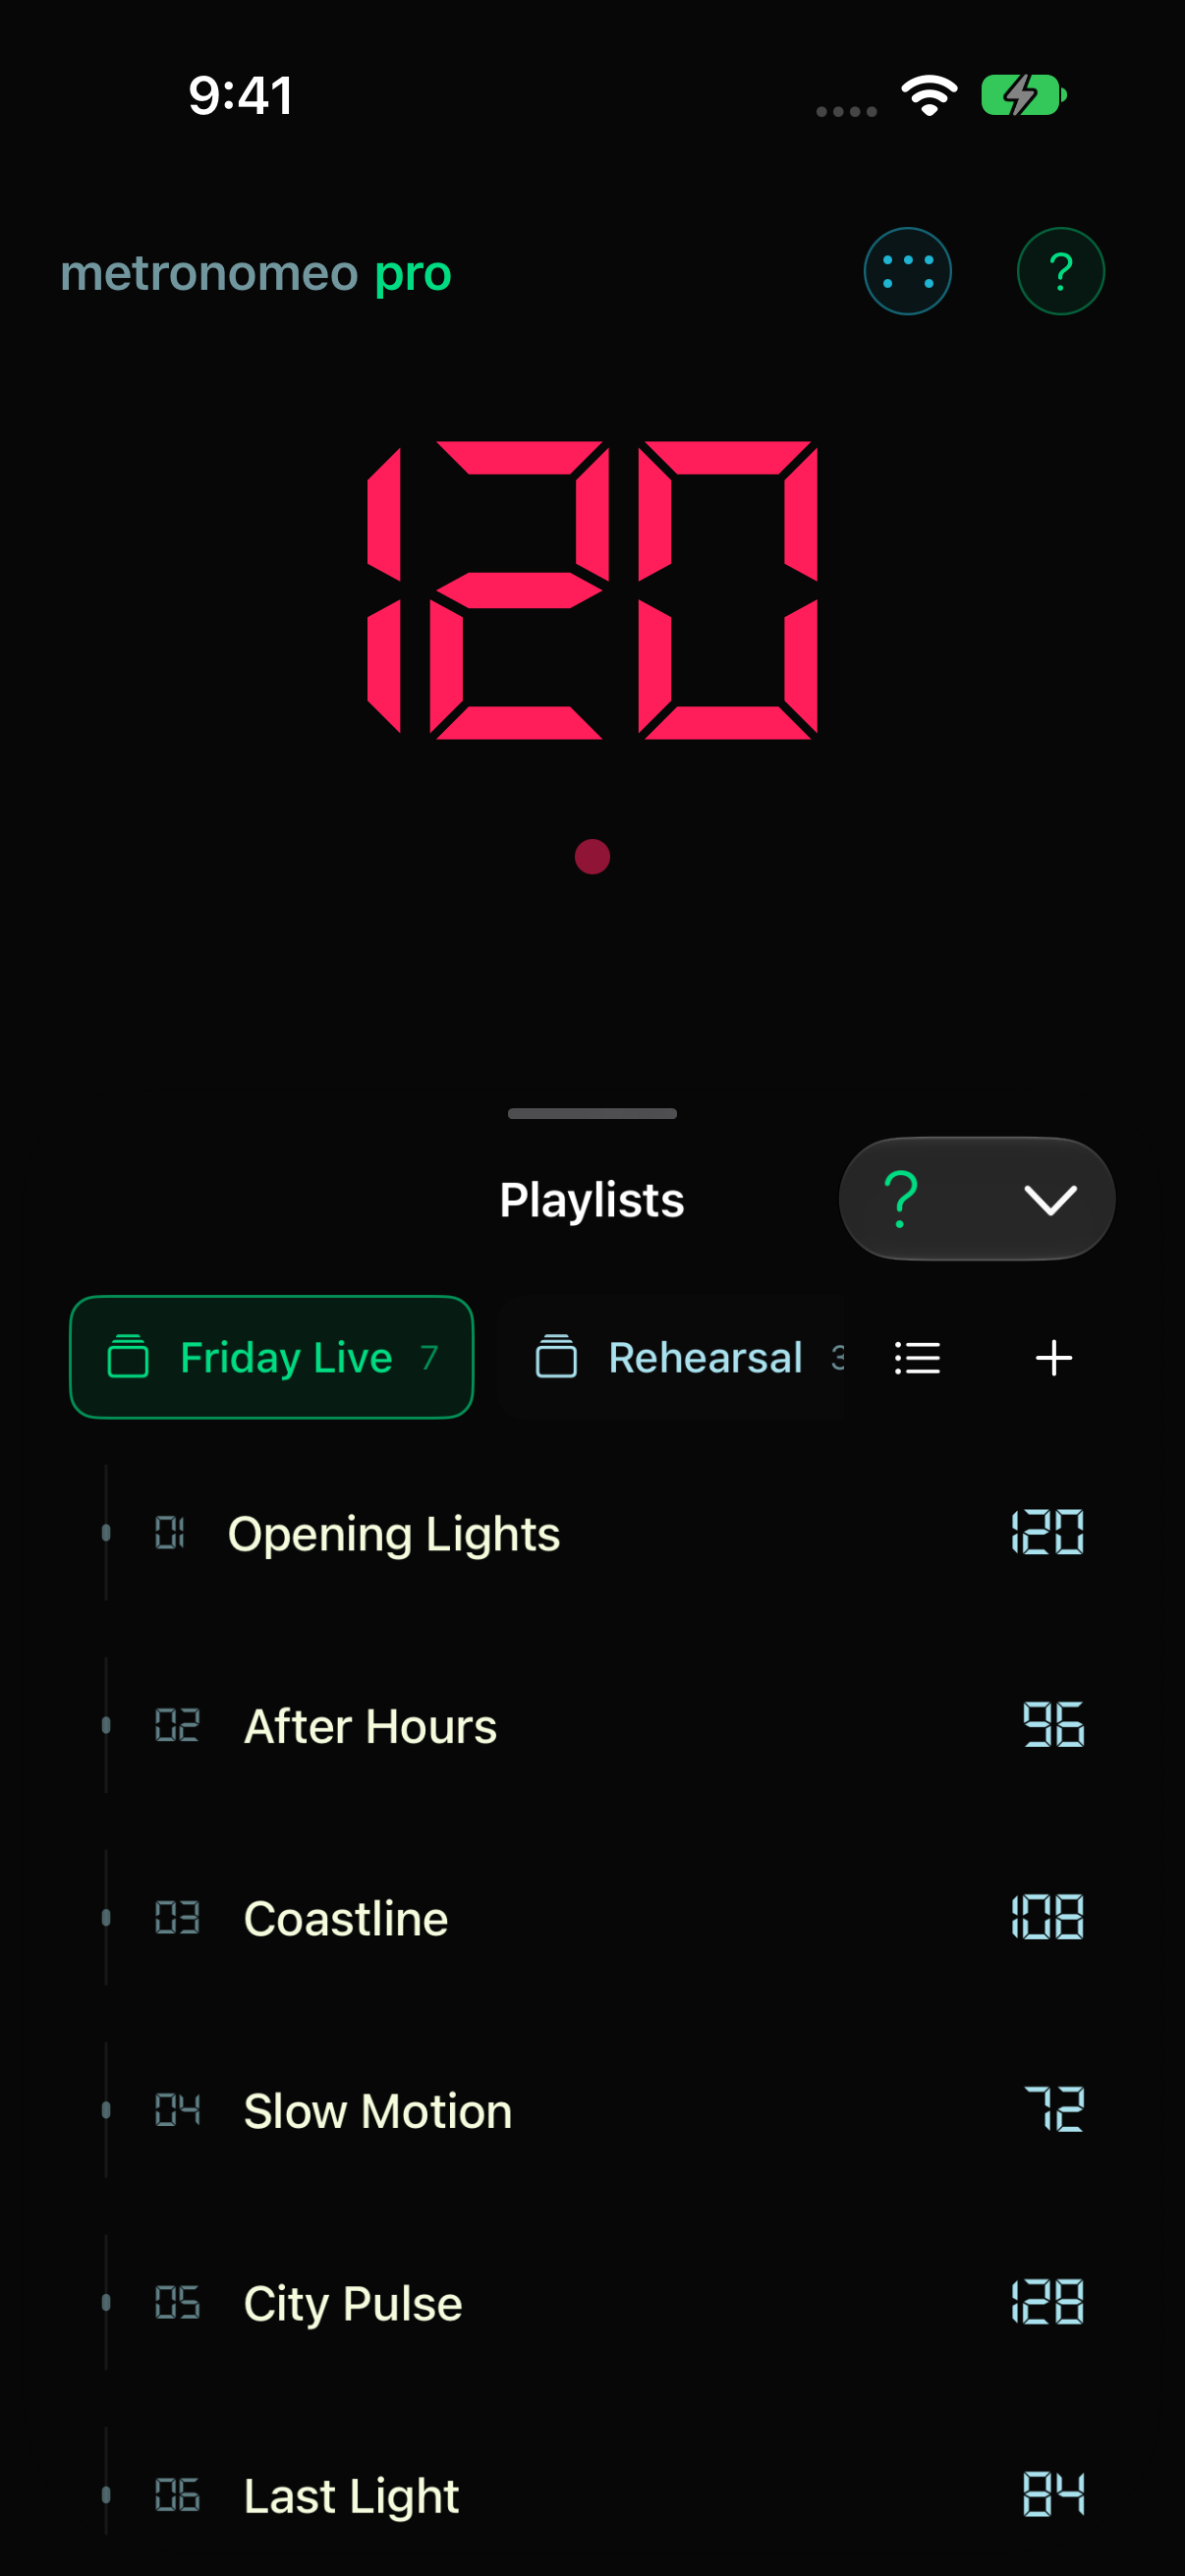 9:41
metronomeo pro
?
120
Playlists
?
Friday Live 7
Rehearsal 3
01 Opening Lights 120
02 After Hours 96
03 Coastline 108
04 Slow Motion 72
05 City Pulse 128
06 Last Light 84